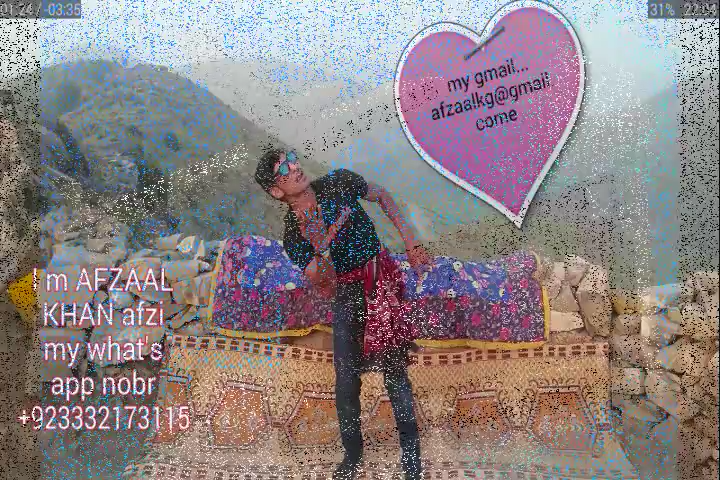 01:24 / -03:35
31% 22:04
my gmail...
afzaalkg@gmail
come
I m AFZAAL
KHAN afzi
my what's
app nobr
+923332173115